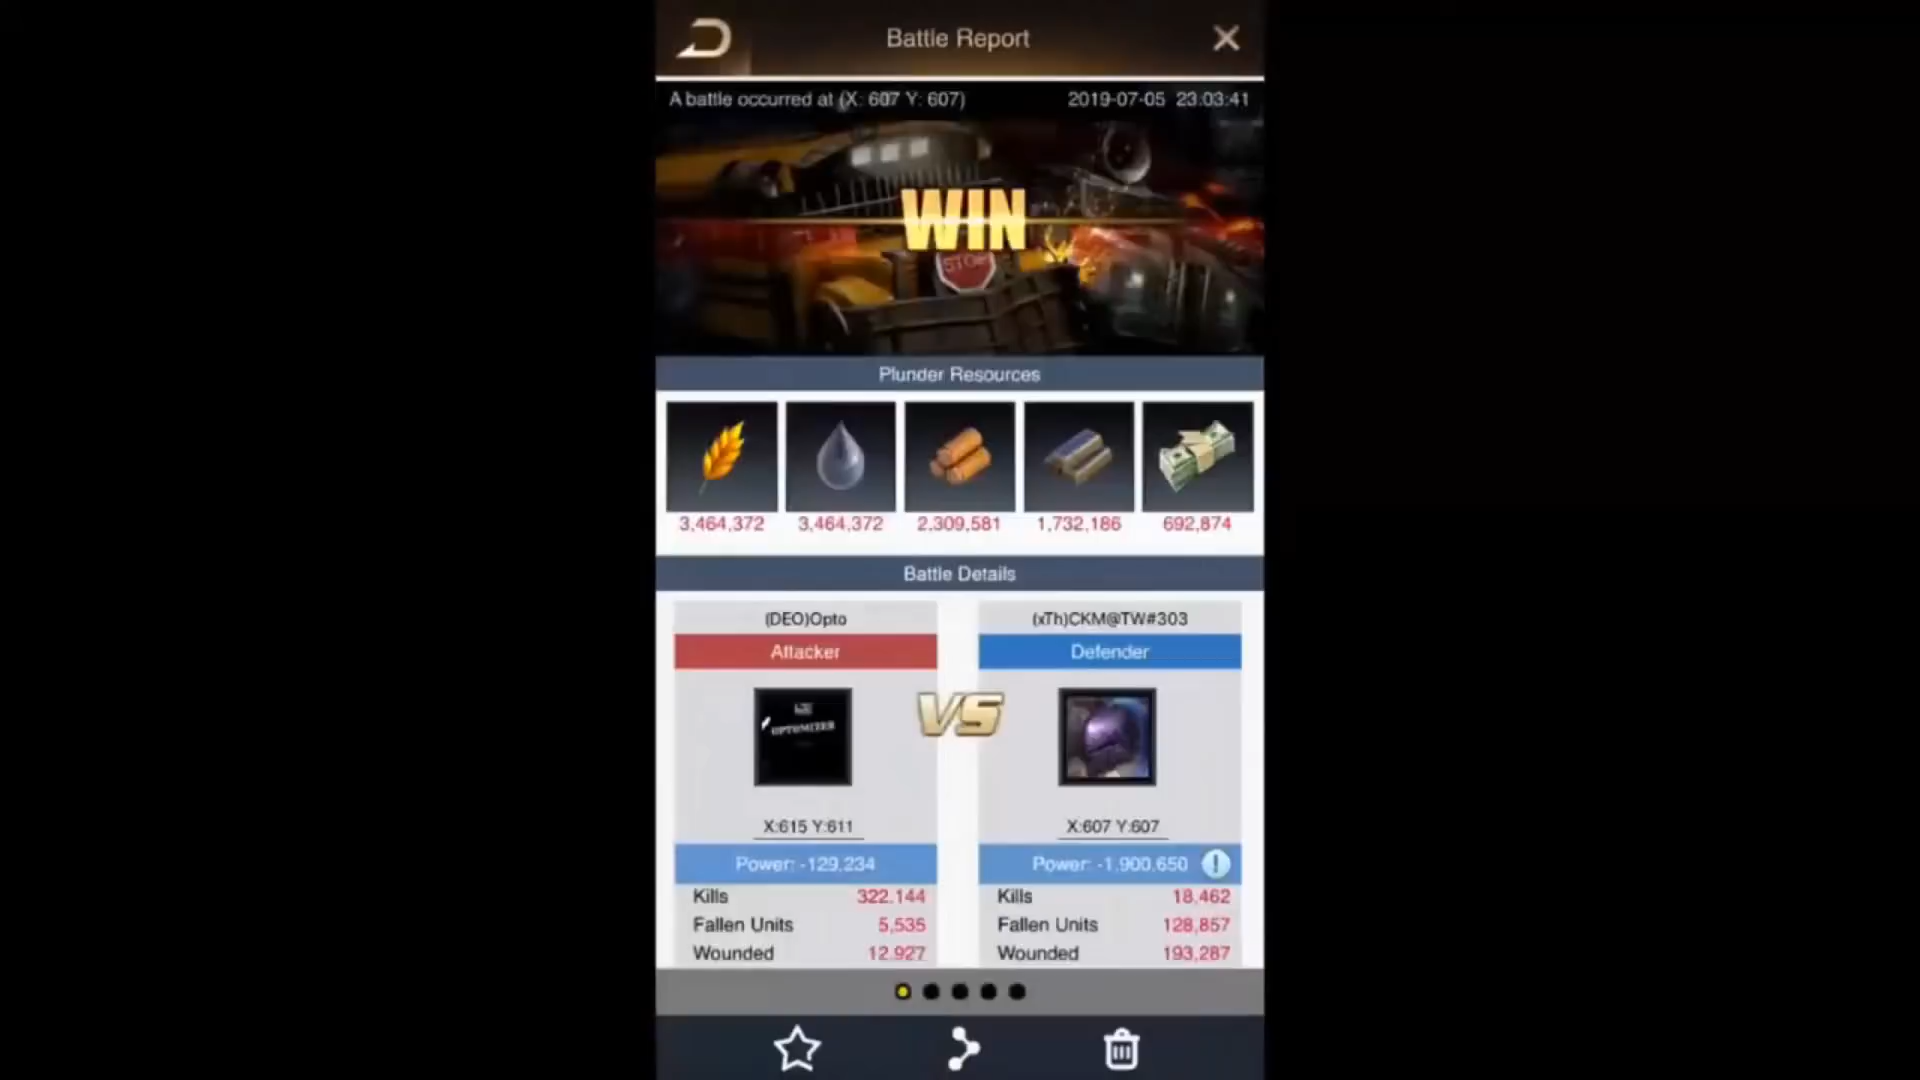 Battle Report
A battle occurred at (X: 607 Y: 607) 2019-07-05 23:03:41
WIN
STOP
Plunder Resources
3,464,372 3,464,372 2,309,581 1,732,186 692,874
Battle Details
(DEO)Opto (xTh)CKM@TW#303
Attacker Defender
VS
OPTOMIZER
X:615 Y:611 X:607 Y:607
Power: -129,234 Power: -1,900,650
Kills 322,144 Kills 18,462
Fallen Units 5,535 Fallen Units 128,857
Wounded 12,927 Wounded 193,287